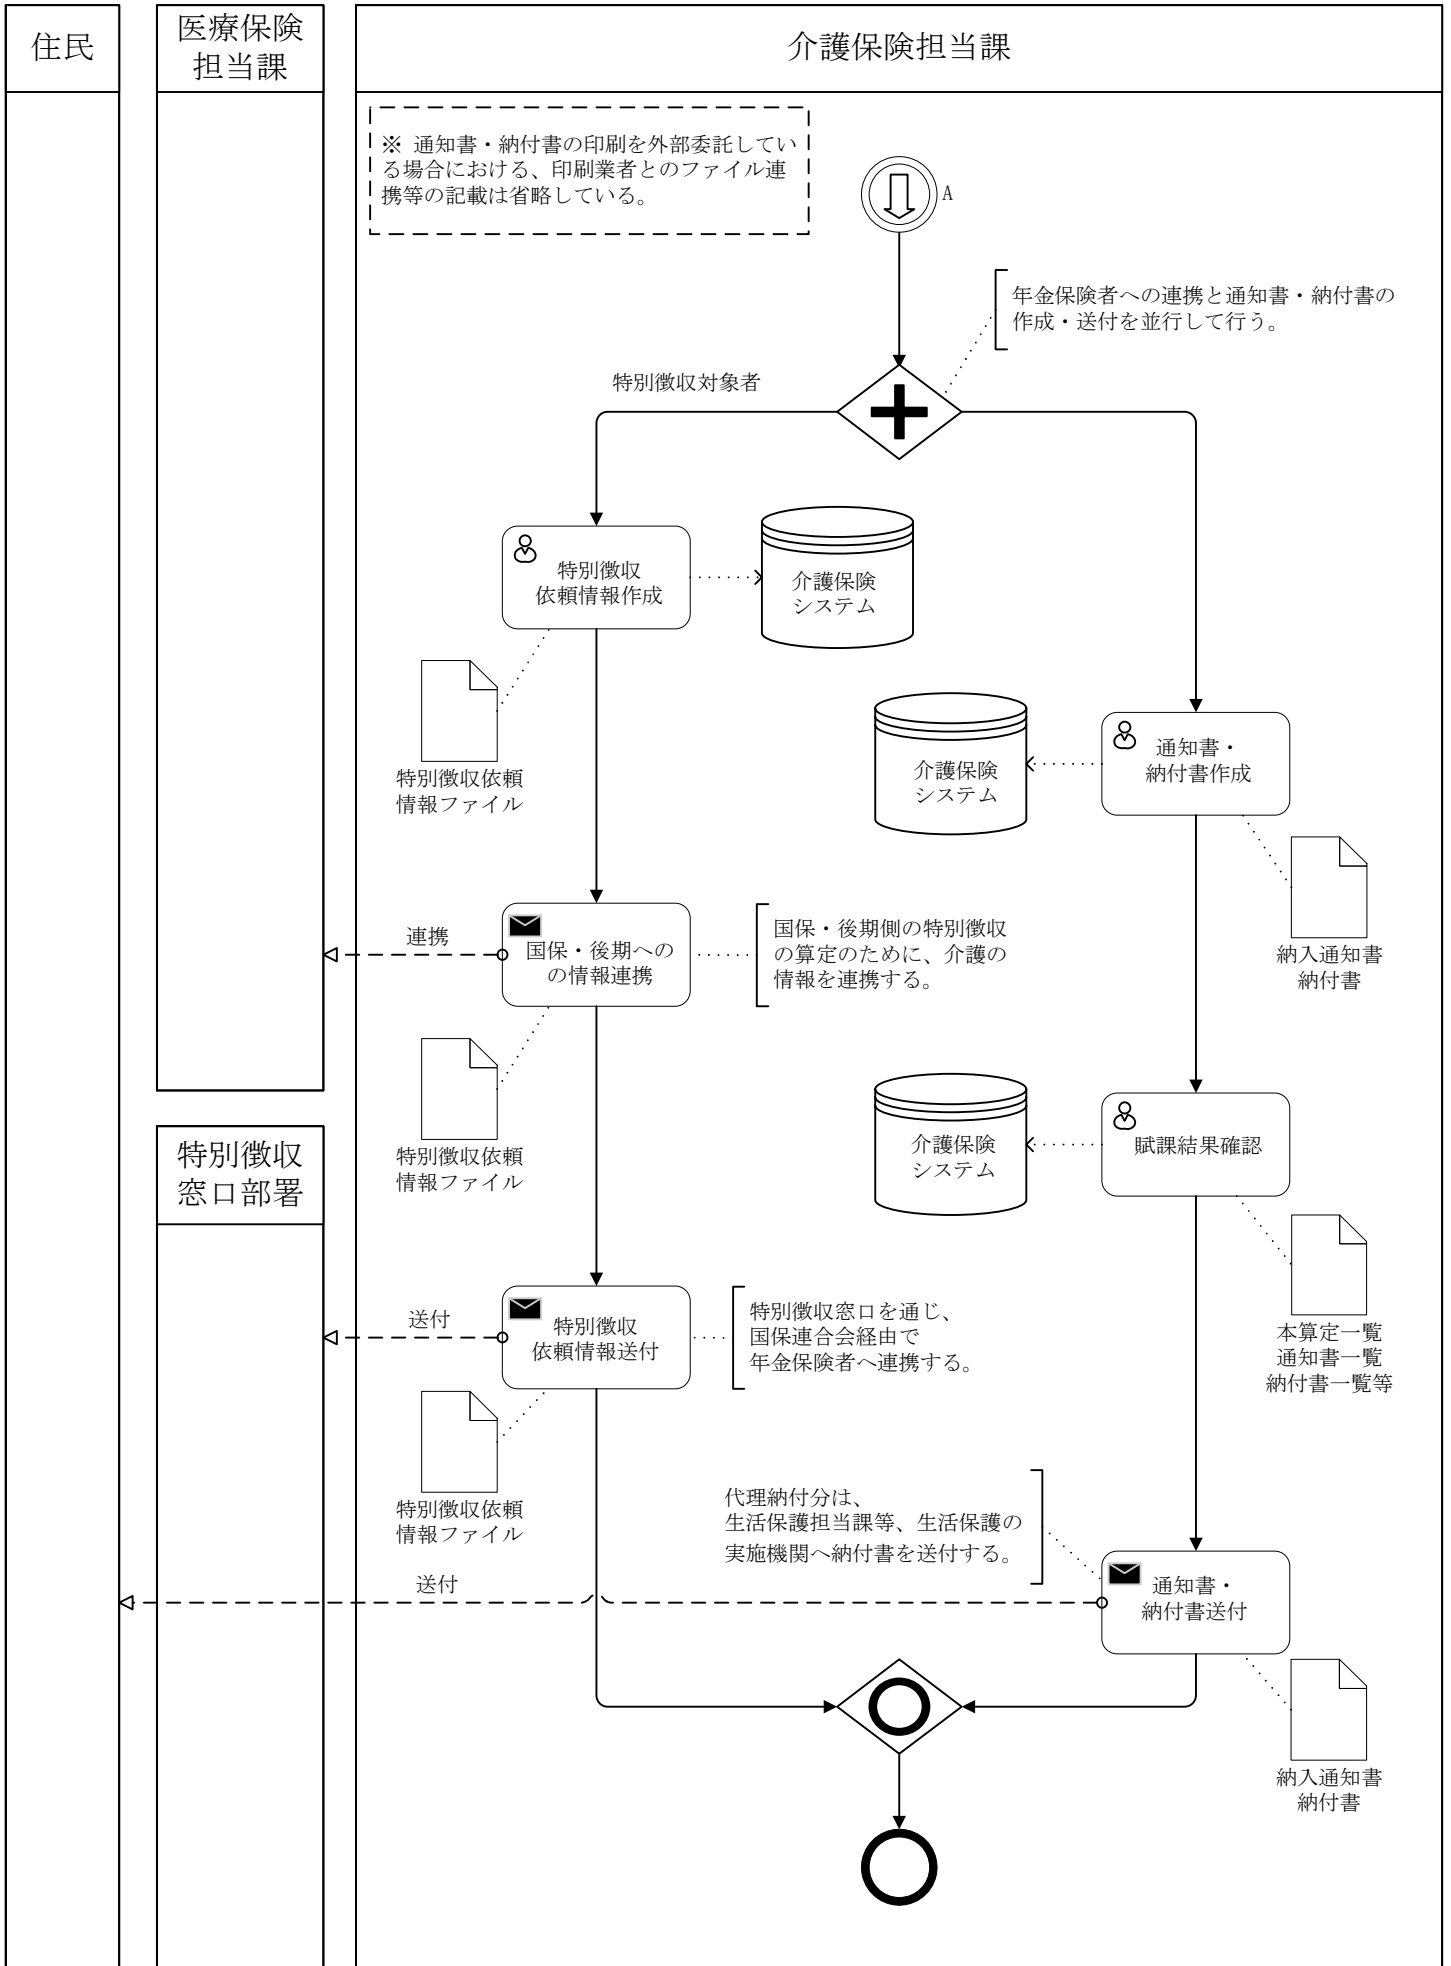 住民
医療保険
担当課
介護保険担当課
※ 通知書・納付書の印刷を外部委託してい
る場合における、印刷業者とのファイル連
携等の記載は省略している。
A
年金保険者への連携と通知書・納付書の
作成・送付を並行して行う。
特別徴収対象者
特別徴収
依頼情報作成
介護保険
システム
特別徴収依頼
情報ファイル
通知書・
納付書作成
介護保険
システム
納入通知書
納付書
連携
国保・後期への
の情報連携
国保・後期側の特別徴収
の算定のために、介護の
情報を連携する。
特別徴収依頼
情報ファイル
賦課結果確認
介護保険
システム
特別徴収
窓口部署
本算定一覧
通知書一覧
納付書一覧等
送付
特別徴収
依頼情報送付
特別徴収窓口を通じ、
国保連合会経由で
年金保険者へ連携する。
特別徴収依頼
情報ファイル
代理納付分は、
生活保護担当課等、生活保護の
実施機関へ納付書を送付する。
送付
通知書・
納付書送付
納入通知書
納付書